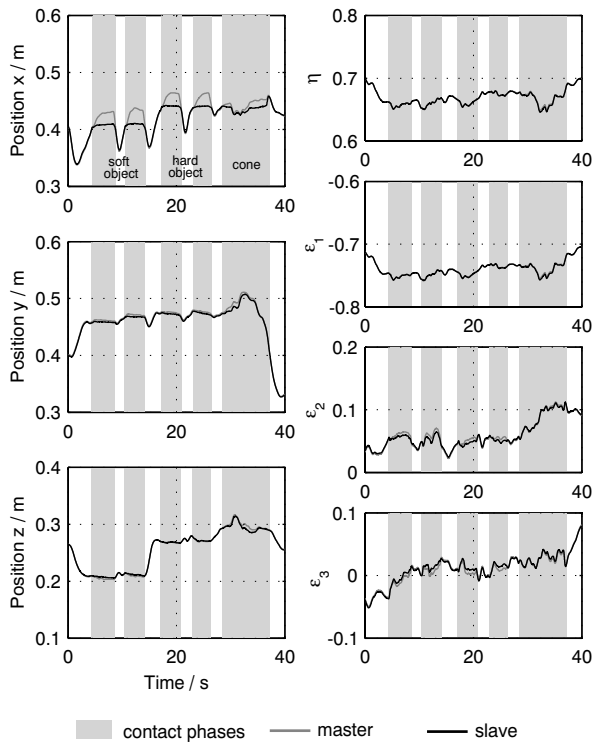 0.6
0.5
0.4
0.3
Position x / m
soft object
hard object
cone
0 20 40
0.6
0.5
0.4
0.3
Position y / m
0 20 40
0.4
0.3
0.2
0.1
Position z / m
0 20 40
Time / s
0.8
0.7
0.6
η
0 20 40
-0.6
-0.7
-0.8
ε1
0 20 40
0.2
0.1
0
ε2
0 20 40
0.1
0
-0.1
ε3
0 20 40
contact phases master slave